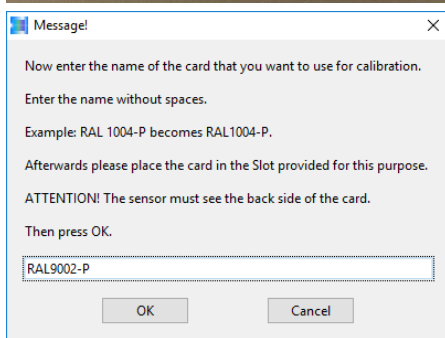 Message!
Now enter the name of the card that you want to use for calibration.
Enter the name without spaces.
Example: RAL 1004-P becomes RAL1004-P.
Afterwards please place the card in the Slot provided for this purpose.
ATTENTION! The sensor must see the back side of the card.
Then press OK.
RAL9002-P
OK Cancel